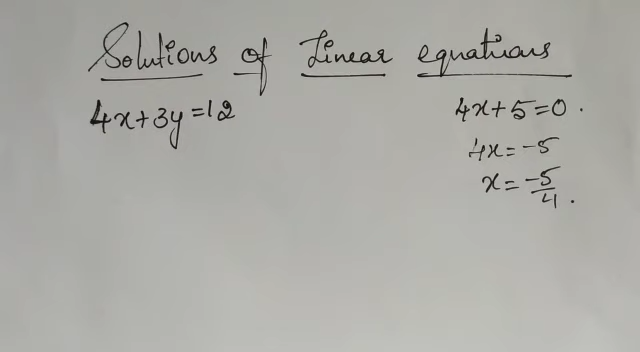 Solutions of Linear equations
4x+3y=12
4x+5=0.
4x=-5
x=-5/4.